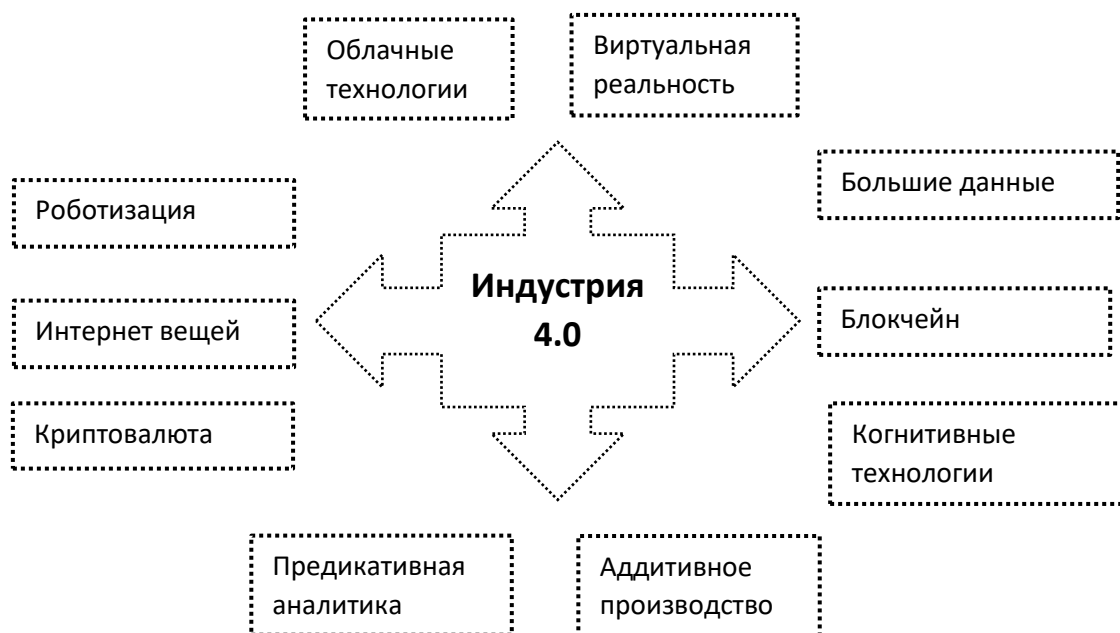 Облачные
технологии
Виртуальная
реальность
Большие данные
Роботизация
Индустрия
4.0
Интернет вещей
Блокчейн
Криптовалюта
Когнитивные
технологии
Предикативная
аналитика
Аддитивное
производство